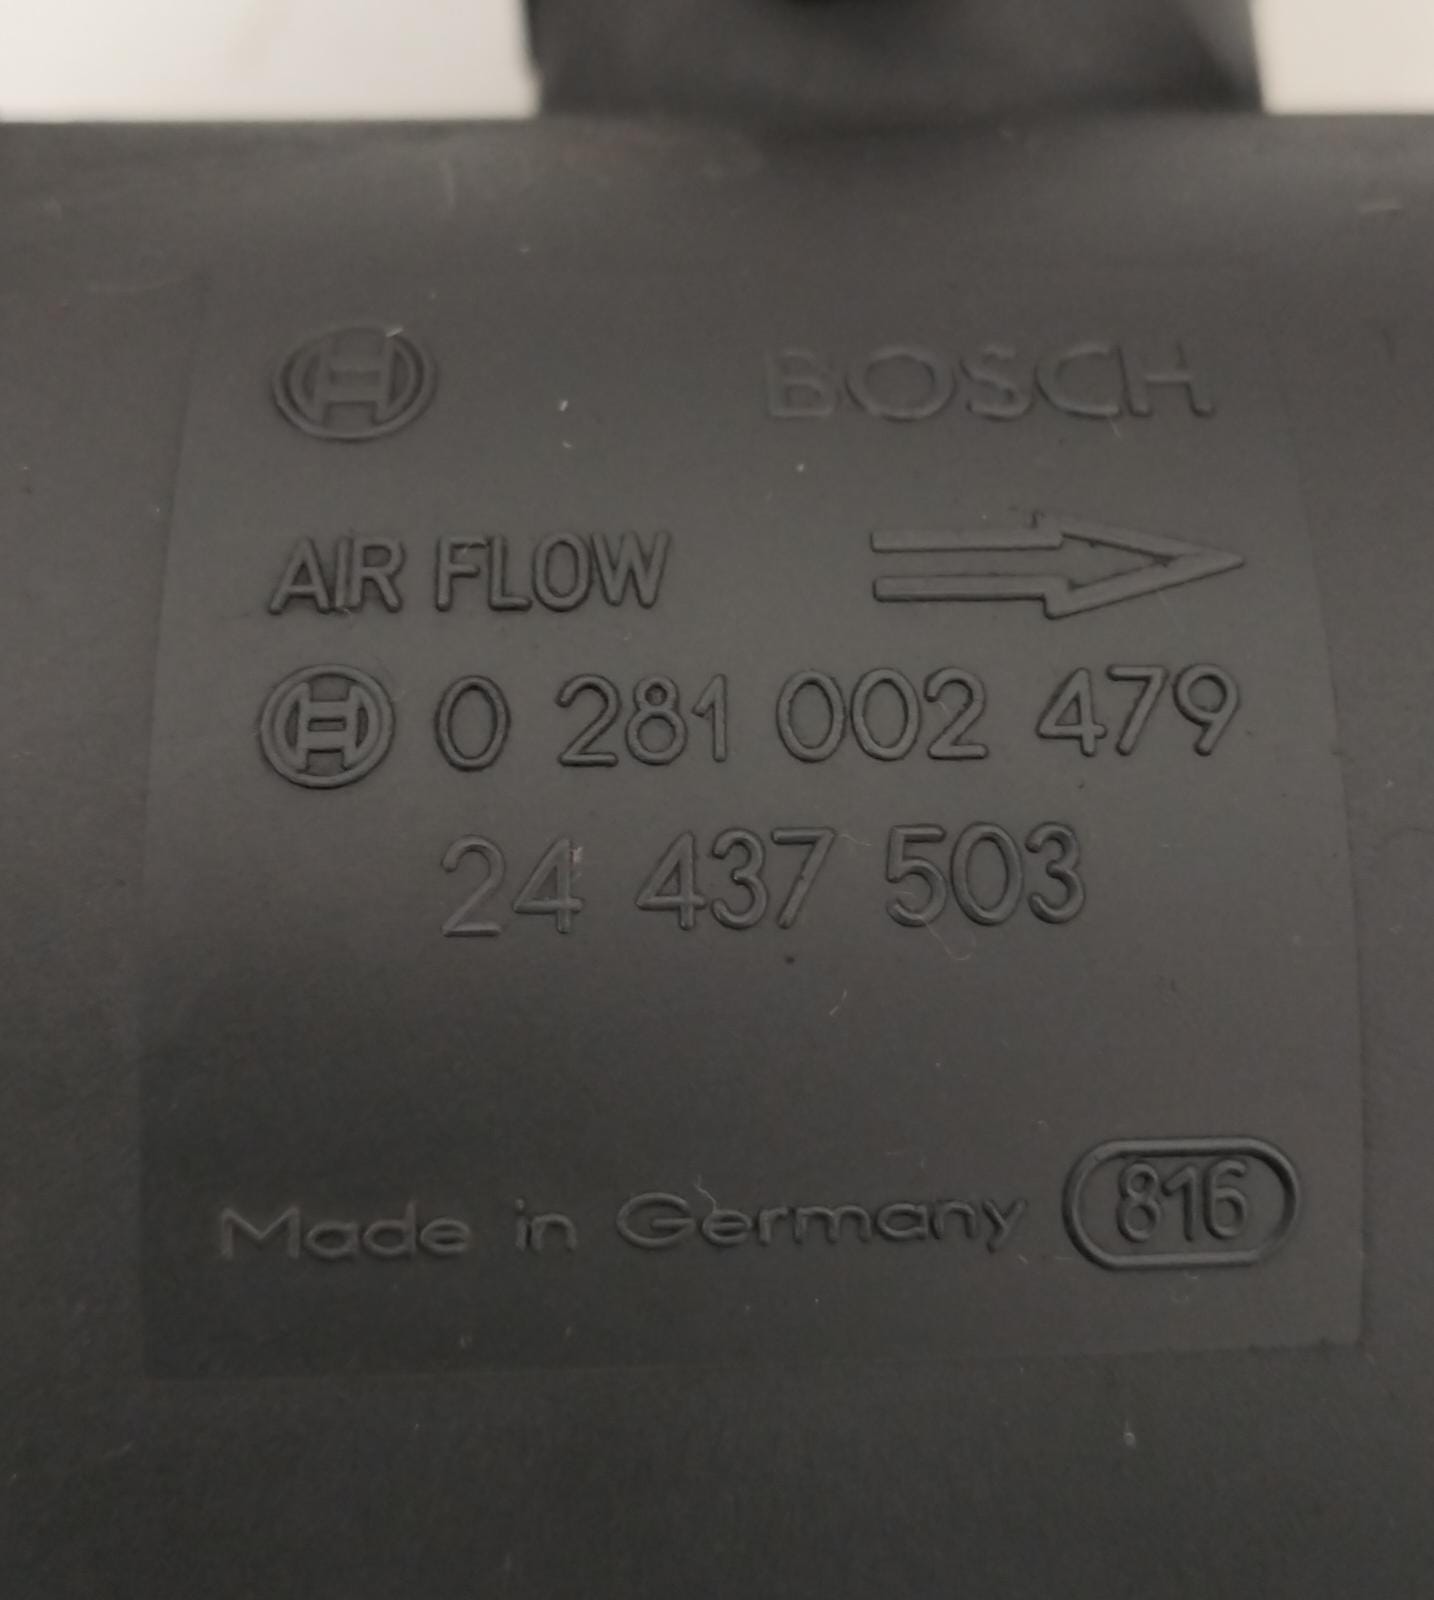 BOSCH
AIR FLOW
0 281 002 479
24 437 503
Made in Germany 816